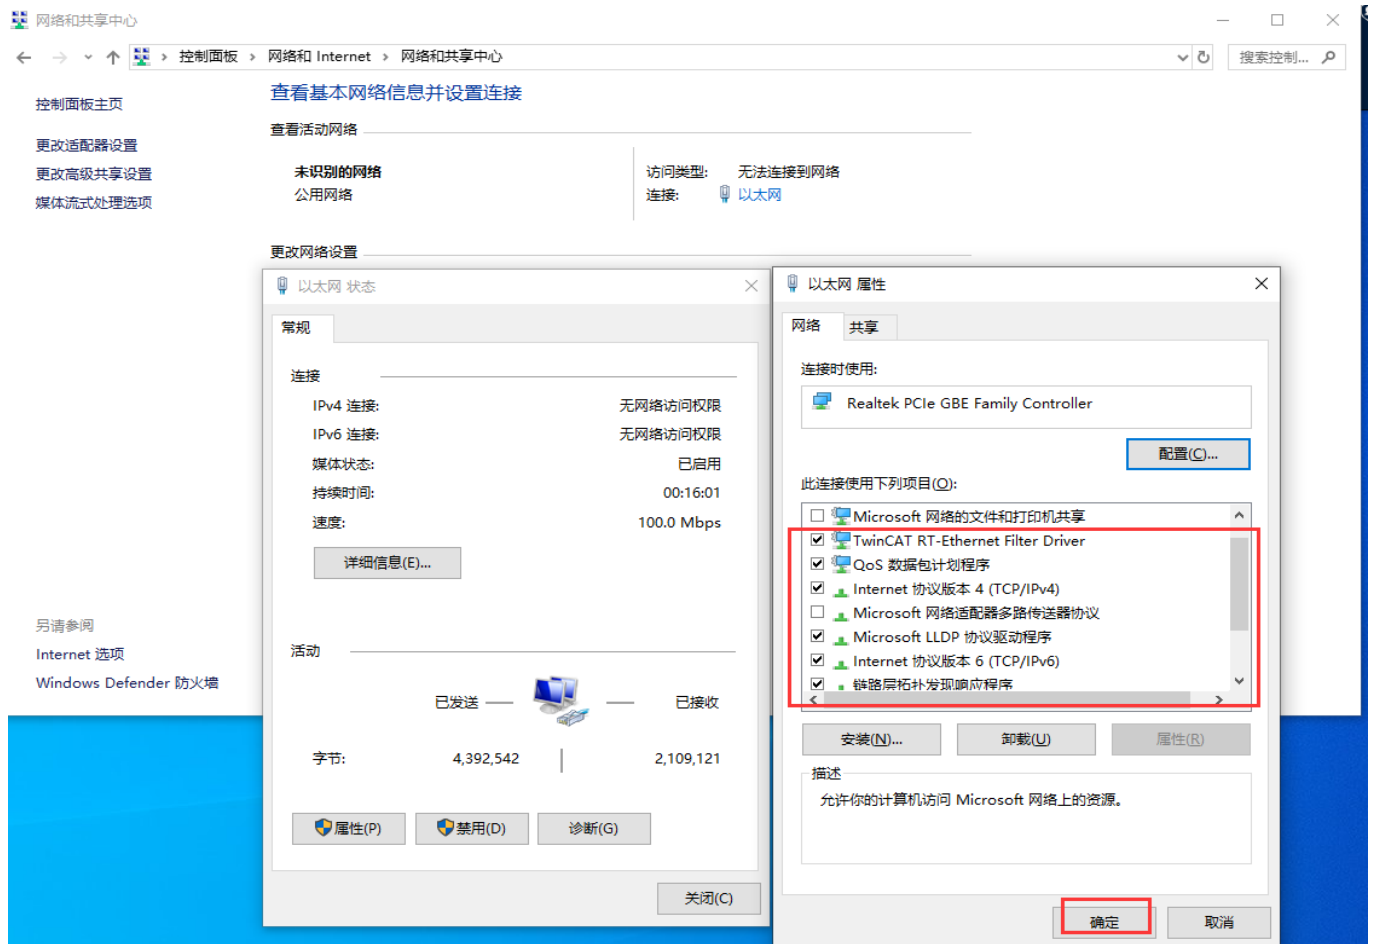 网络和共享中心
控制面板 › 网络和 Internet › 网络和共享中心
搜索控制...
控制面板主页
更改适配器设置
更改高级共享设置
媒体流式处理选项
查看基本网络信息并设置连接
查看活动网络
未识别的网络
公用网络
访问类型: 无法连接到网络
连接: 以太网
更改网络设置
另请参阅
Internet 选项
Windows Defender 防火墙
以太网 状态
常规
连接
IPv4 连接: 无网络访问权限
IPv6 连接: 无网络访问权限
媒体状态: 已启用
持续时间: 00:16:01
速度: 100.0 Mbps
详细信息(E)...
活动
已发送 已接收
字节: 4,392,542 2,109,121
属性(P) 禁用(D) 诊断(G)
关闭(C)
以太网 属性
网络 共享
连接时使用:
Realtek PCIe GBE Family Controller
配置(C)...
此连接使用下列项目(O):
Microsoft 网络的文件和打印机共享
TwinCAT RT-Ethernet Filter Driver
QoS 数据包计划程序
Internet 协议版本 4 (TCP/IPv4)
Microsoft 网络适配器多路传送器协议
Microsoft LLDP 协议驱动程序
Internet 协议版本 6 (TCP/IPv6)
链路层拓扑发现响应程序
安装(N)... 卸载(U) 属性(R)
描述
允许你的计算机访问 Microsoft 网络上的资源。
确定 取消